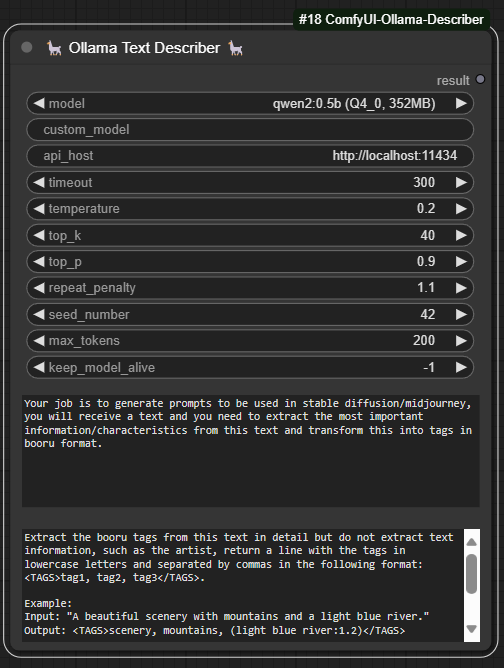 #18 ComfyUI-Ollama-Describer
Ollama Text Describer
result
model qwen2:0.5b (Q4_0, 352MB)
custom_model
api_host http://localhost:11434
timeout 300
temperature 0.2
top_k 40
top_p 0.9
repeat_penalty 1.1
seed_number 42
max_tokens 200
keep_model_alive -1
Your job is to generate prompts to be used in stable diffusion/midjourney,
you will receive a text and you need to extract the most important
information/characteristics from this text and transform this into tags in
booru format.
Extract the booru tags from this text in detail but do not extract text
information, such as the artist, return a line with the tags in
lowercase letters and separated by commas in the following format:
<TAGS>tag1, tag2, tag3</TAGS>.
Example:
Input: "A beautiful scenery with mountains and a light blue river."
Output: <TAGS>scenery, mountains, (light blue river:1.2)</TAGS>